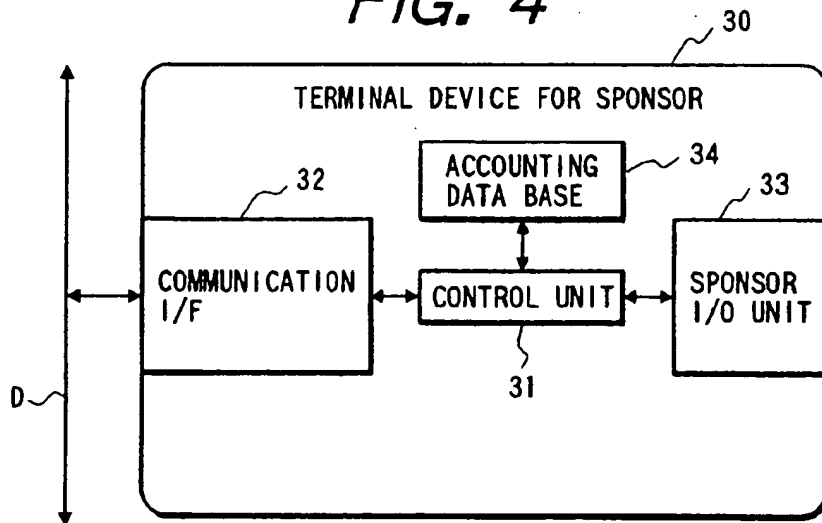 FIG. 4
30
TERMINAL DEVICE FOR SPONSOR
ACCOUNTING
DATA BASE
34
32
33
COMMUNICATION
I/F
CONTROL UNIT
SPONSOR
I/O UNIT
31
D